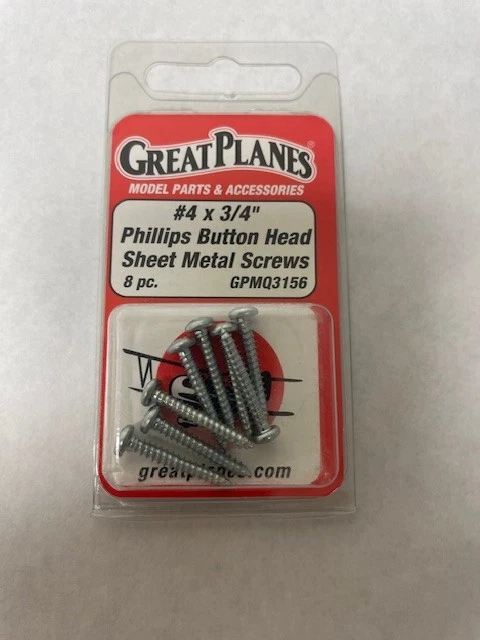 GREAT PLANES®
MODEL PARTS & ACCESSORIES
#4 x 3/4"
Phillips Button Head
Sheet Metal Screws
8 pc. GPMQ3156
greatplanes.com